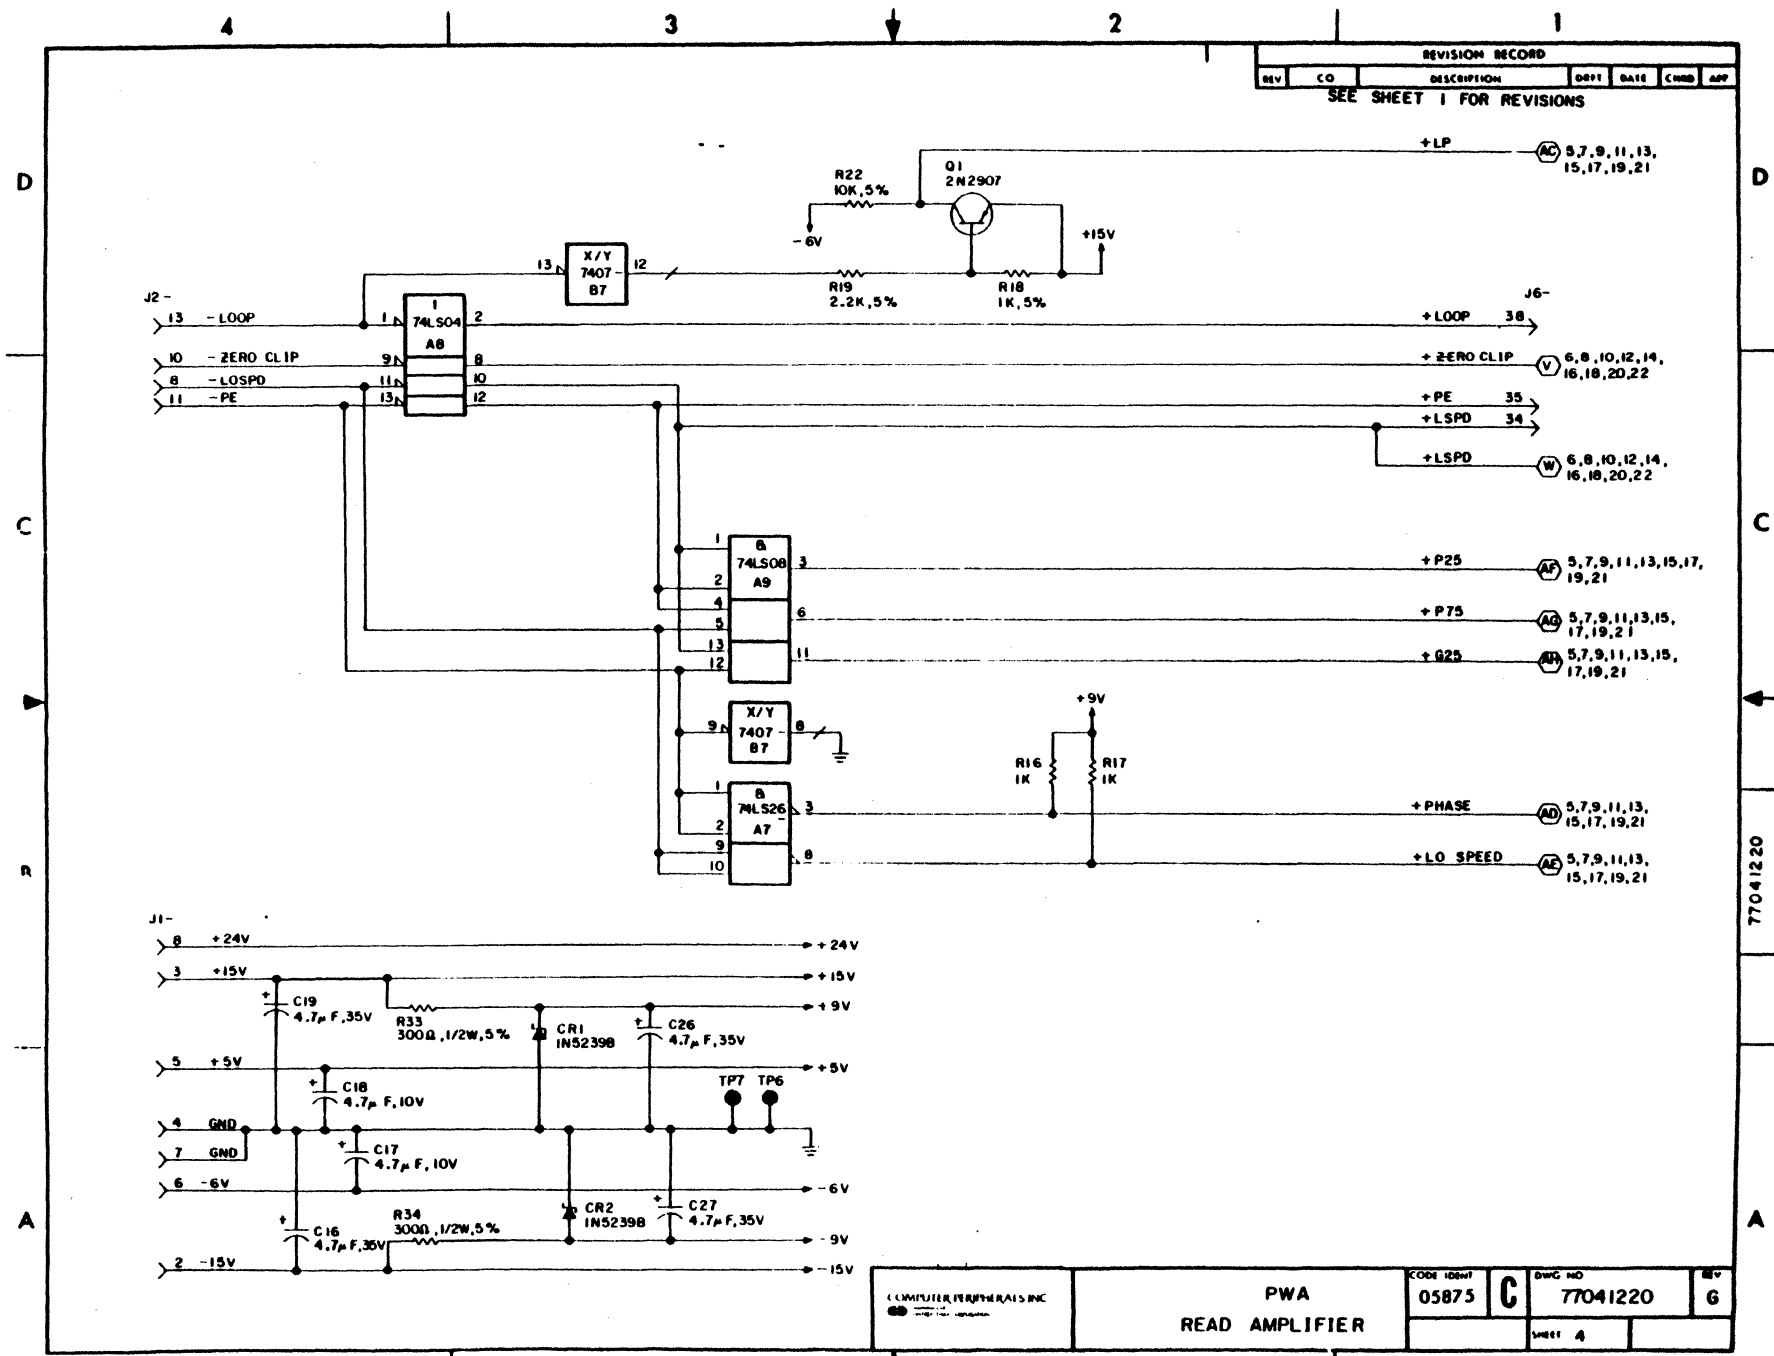 4 3 2 1
REVISION RECORD
REV CO DESCRIPTION DRFT DATE CHKD APP
SEE SHEET 1 FOR REVISIONS
D
D
+LP AC 5,7,9,11,13,
15,17,19,21
R22
10K,5%
Q1
2N2907
-6V
+15V
13 X/Y 12
7407
B7
R19
2.2K,5%
R18
1K,5%
J2-
J6-
13 -LOOP 1 1 2 +LOOP 38
74LS04
A8
10 -ZERO CLIP 9 8 +ZERO CLIP V 6,8,10,12,14,
16,18,20,22
8 -LOSPD 11 10
11 -PE 13 12 +PE 35
+LSPD 34
+LSPD W 6,8,10,12,14,
16,18,20,22
C
C
1 & 3 +P25 AF 5,7,9,11,13,15,17,
19,21
74LS08
2 A9
4 6 +P75 AG 5,7,9,11,13,15,
17,19,21
5
13 11 +G25 AH 5,7,9,11,13,15,
17,19,21
12
9 X/Y 8
7407
B7
+9V
R16
1K
R17
1K
1 & 3 +PHASE AD 5,7,9,11,13,
15,17,19,21
74LS26
2 A7
9 8 +LO SPEED AE 5,7,9,11,13,
15,17,19,21
10
77041220
J1-
8 +24V +24V
3 +15V +15V
+9V
C19
4.7µF,35V
R33
300Ω,1/2W,5%
CR1
1N5239B
C26
4.7µF,35V
5 +5V +5V
C18
4.7µF,10V
TP7 TP6
4 GND
7 GND
C17
4.7µF,10V
6 -6V -6V
A
A
C16
4.7µF,35V
R34
300Ω,1/2W,5%
CR2
1N5239B
C27
4.7µF,35V
-9V
2 -15V -15V
COMPUTER PERIPHERALS INC
PWA
READ AMPLIFIER
CODE IDENT
05875
C
DWG NO
77041220
REV
G
SHEET 4